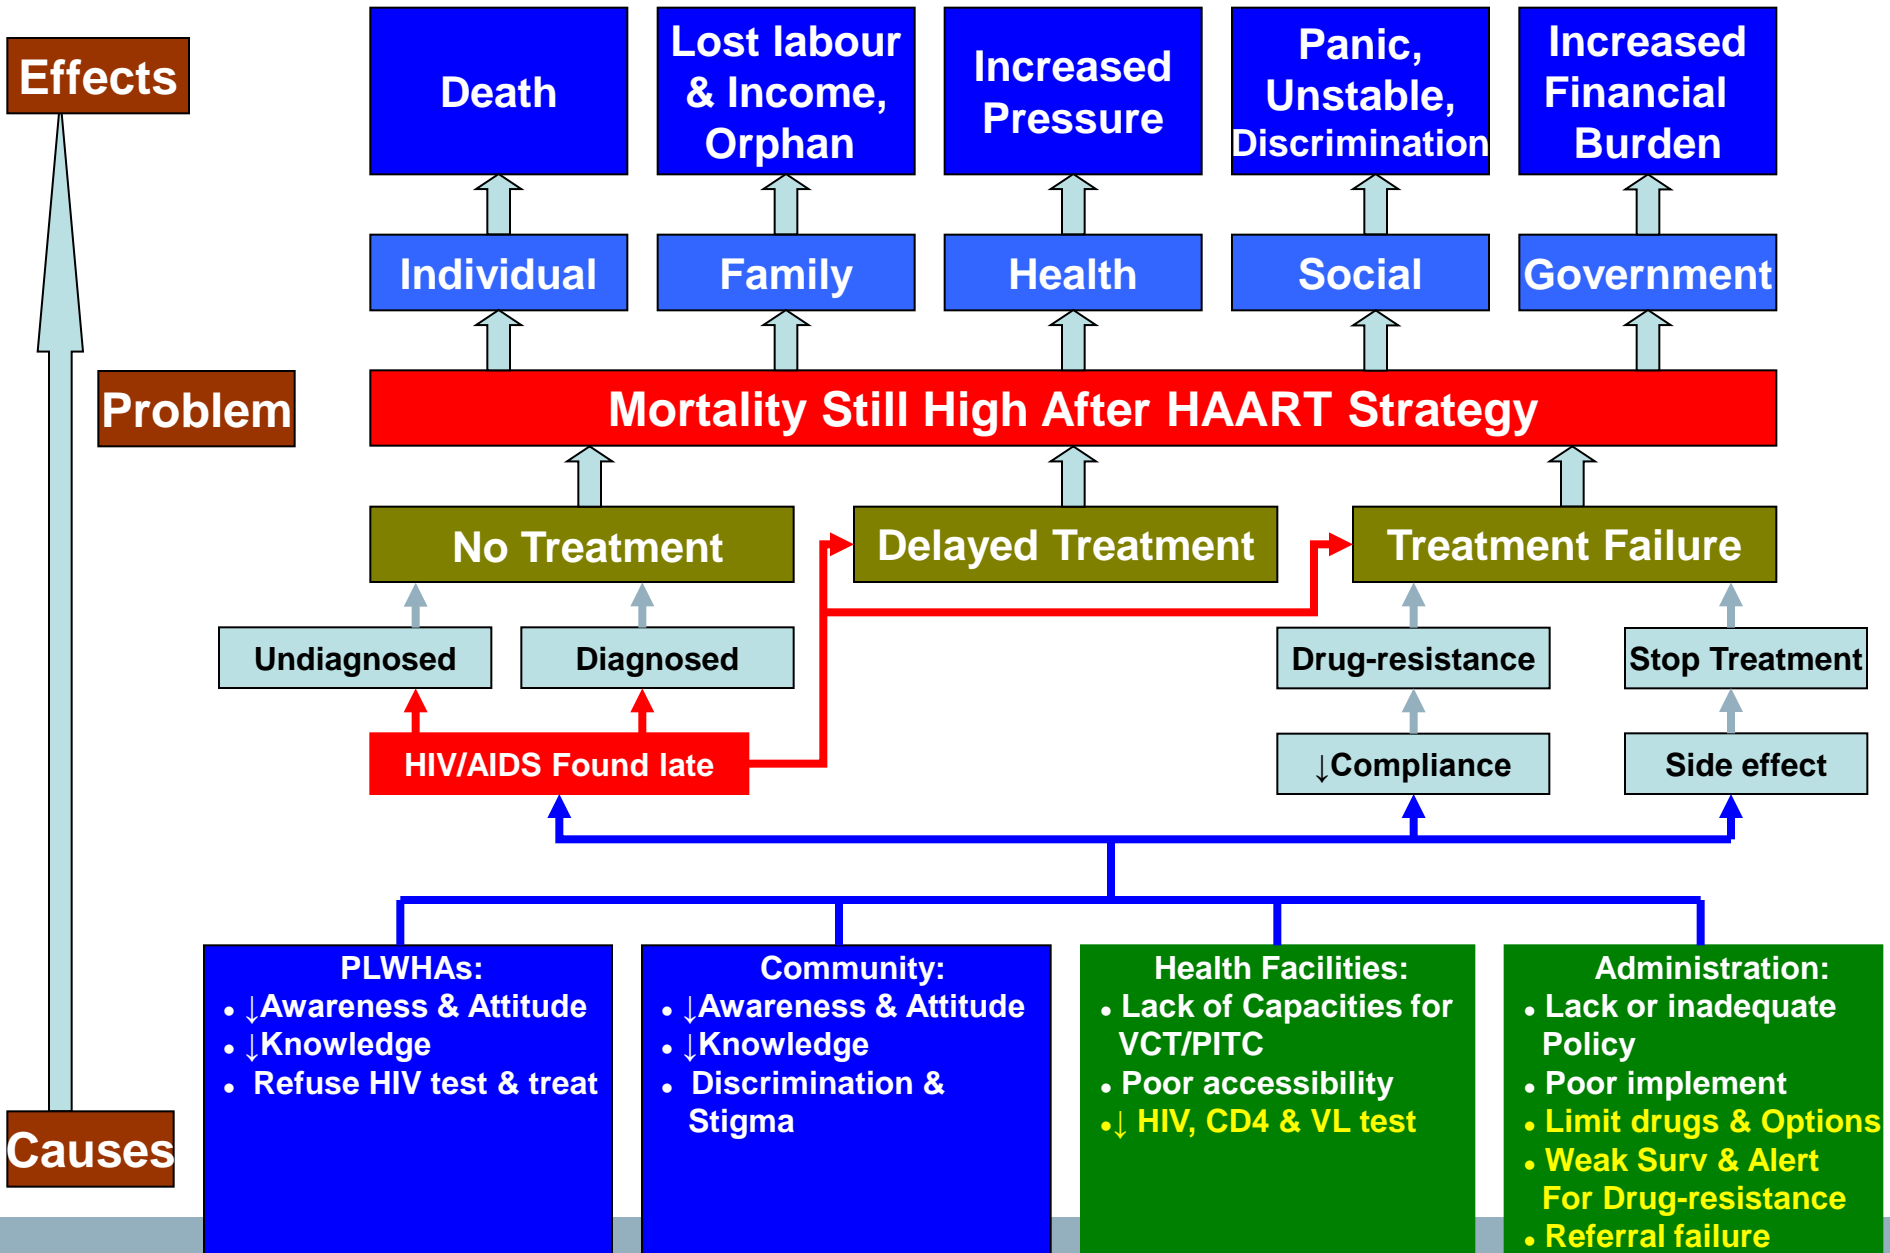 Effects
Death
Lost labour
& Income,
Orphan
Increased
Pressure
Panic,
Unstable,
Discrimination
Increased
Financial
Burden
Individual
Family
Health
Social
Government
Problem
Mortality Still High After HAART Strategy
No Treatment
Delayed Treatment
Treatment Failure
Undiagnosed
Diagnosed
Drug-resistance
Stop Treatment
HIV/AIDS Found late
↓Compliance
Side effect
Causes
PLWHAs:
• ↓Awareness & Attitude
• ↓Knowledge
• Refuse HIV test & treat
Community:
• ↓Awareness & Attitude
• ↓Knowledge
• Discrimination &
Stigma
Health Facilities:
• Lack of Capacities for
VCT/PITC
• Poor accessibility
•↓ HIV, CD4 & VL test
Administration:
• Lack or inadequate
Policy
• Poor implement
• Limit drugs & Options
• Weak Surv & Alert
For Drug-resistance
• Referral failure